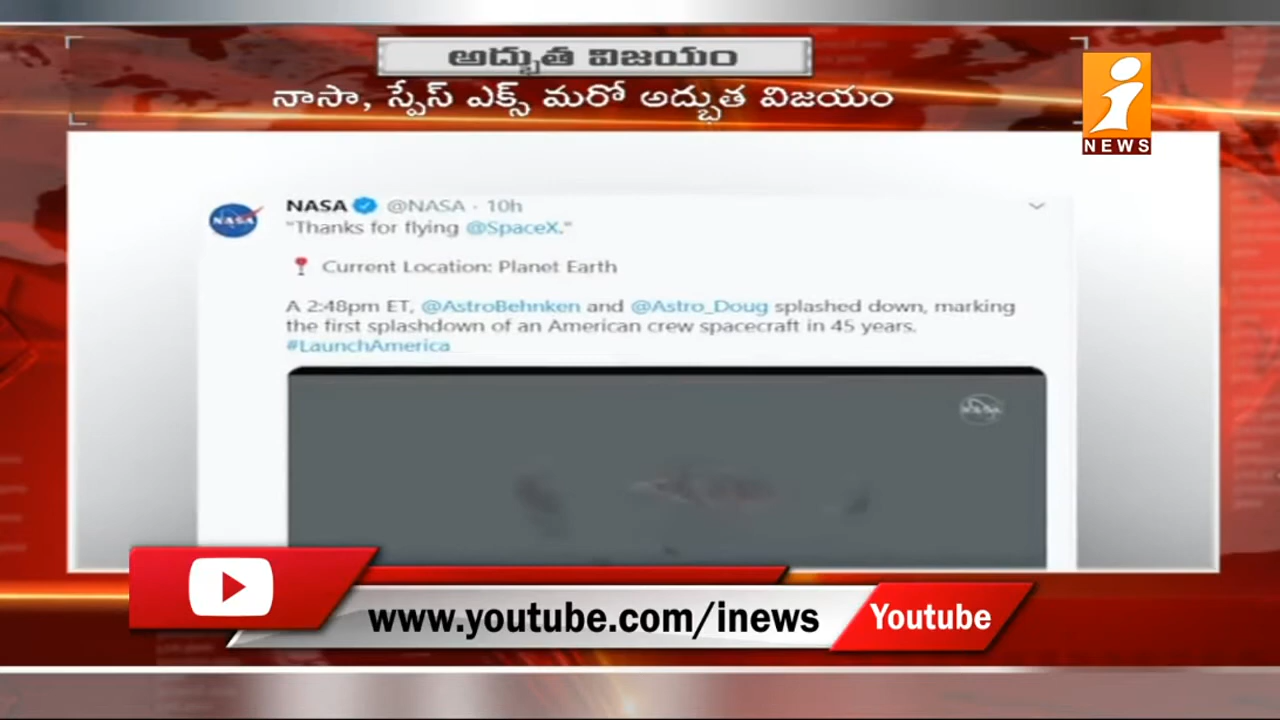 అద్భుత విజయం
నాసా, స్పేస్ ఎక్స్ మరో అద్భుత విజయం
i
NEWS
NASA @NASA · 10h
NASA
"Thanks for flying @SpaceX."
Current Location: Planet Earth
A 2:48pm ET, @AstroBehnken and @Astro_Doug splashed down, marking
the first splashdown of an American crew spacecraft in 45 years.
#LaunchAmerica
NASA
www.youtube.com/inews
Youtube